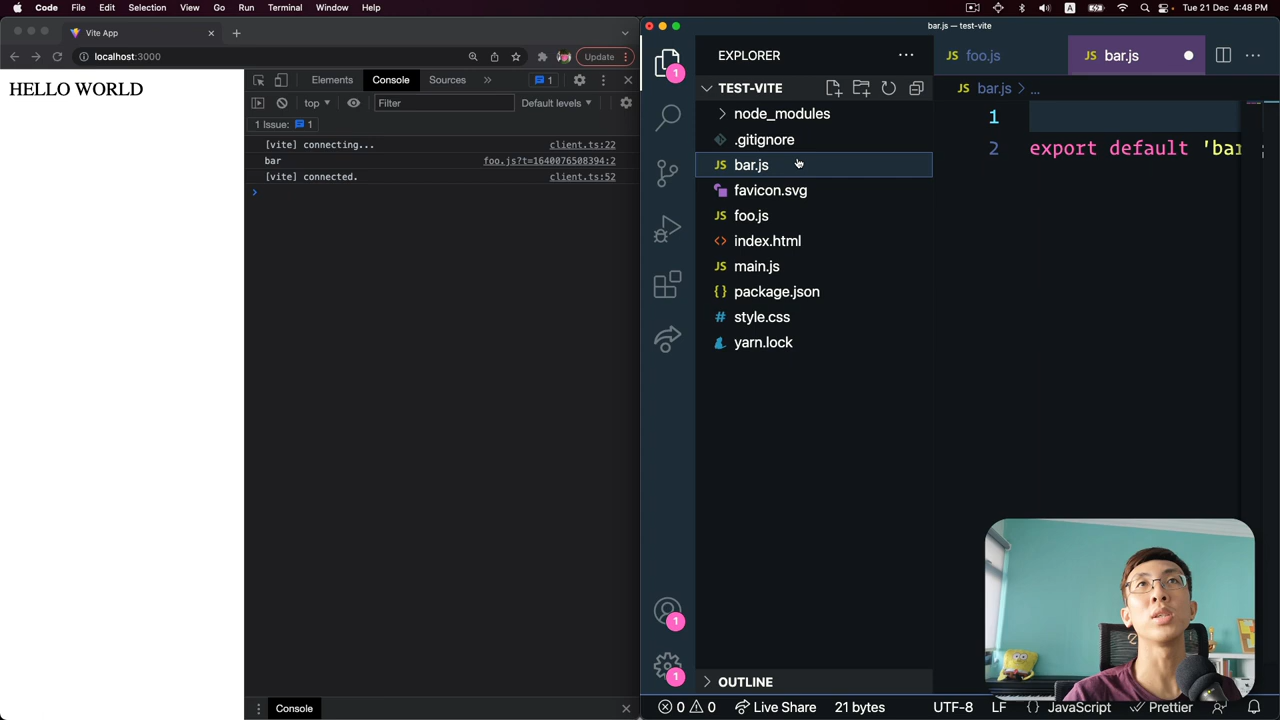 Code File Edit Selection View Go Run Terminal Window Help
A
Tue 21 Dec 4:48 PM
Vite App
localhost:3000
Update
HELLO WORLD
Elements Console Sources
1
top
Filter
Default levels
1 Issue: 1
[vite] connecting... client.ts:22
bar foo.js?t=1640076508394:2
[vite] connected. client.ts:52
Console
bar.js — test-vite
1
1
1
EXPLORER
TEST-VITE
node_modules
.gitignore
JS bar.js
favicon.svg
JS foo.js
index.html
JS main.js
package.json
# style.css
yarn.lock
OUTLINE
JS foo.js
JS bar.js
JS bar.js > ...
1
2 export default 'bar ;
0 0 Live Share 21 bytes UTF-8 LF {} JavaScript Prettier